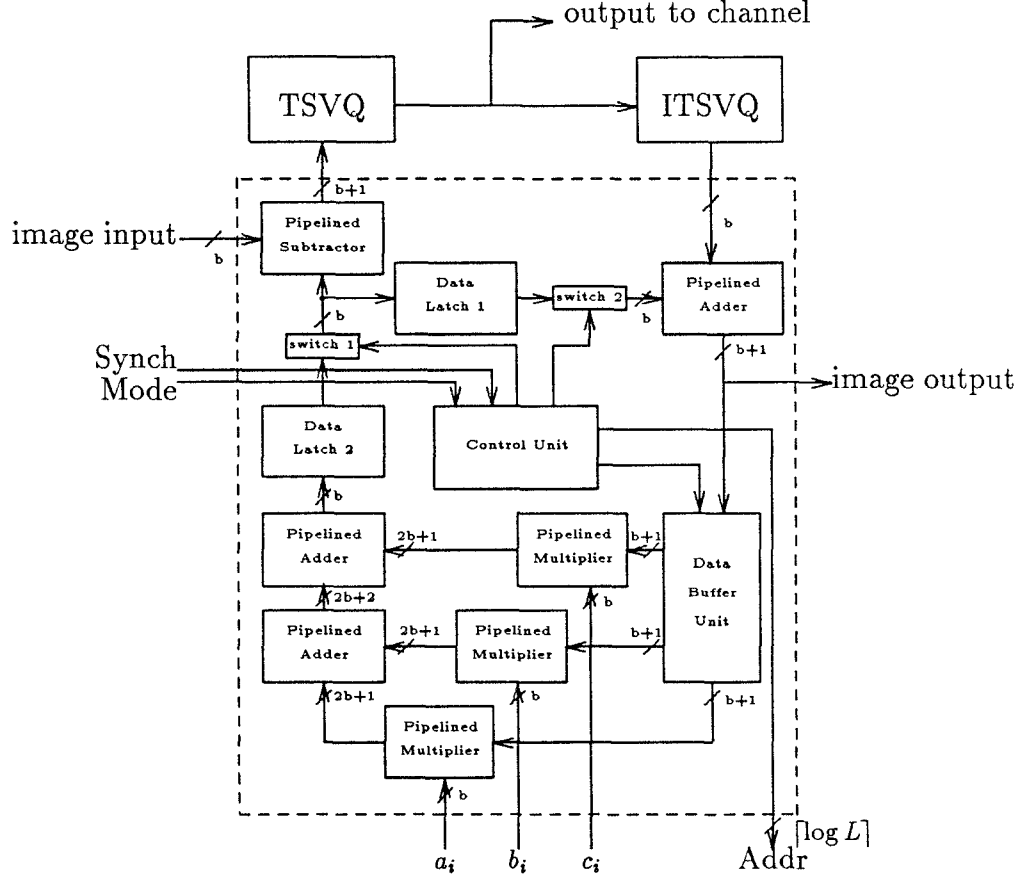 output to channel
TSVQ
ITSVQ
b+1
Pipelined
Subtractor
image input
b
b
Data
Latch 1
switch 2
b
Pipelined
Adder
b
switch 1
b+1
Synch
Mode
image output
Data
Latch 2
Control Unit
b
Pipelined
Adder
2b+1
Pipelined
Multiplier
b+1
Data
Buffer
Unit
2b+2
b
Pipelined
Adder
2b+1
Pipelined
Multiplier
b+1
2b+1
b
b+1
Pipelined
Multiplier
b
⌈log L⌉
a_i
b_i
c_i
Addr